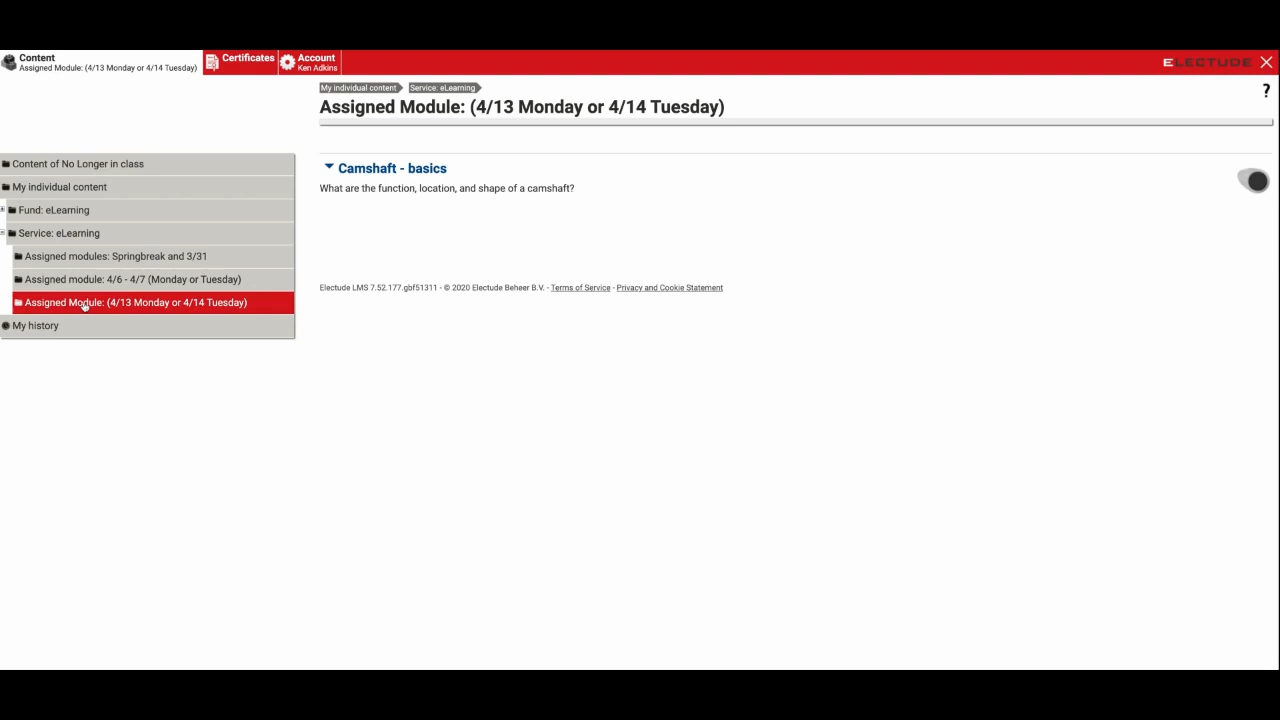 Content
Assigned Module: (4/13 Monday or 4/14 Tuesday)
Certificates
Account
Ken Adkins
ELECTUDE
My individual content
Service: eLearning
?
Assigned Module: (4/13 Monday or 4/14 Tuesday)
Content of No Longer in class
My individual content
Fund: eLearning
Service: eLearning
Assigned modules: Springbreak and 3/31
Assigned module: 4/6 - 4/7 (Monday or Tuesday)
Assigned Module: (4/13 Monday or 4/14 Tuesday)
My history
Camshaft - basics
What are the function, location, and shape of a camshaft?
Electude LMS 7.52.177.gbf51311 - © 2020 Electude Beheer B.V. - Terms of Service - Privacy and Cookie Statement